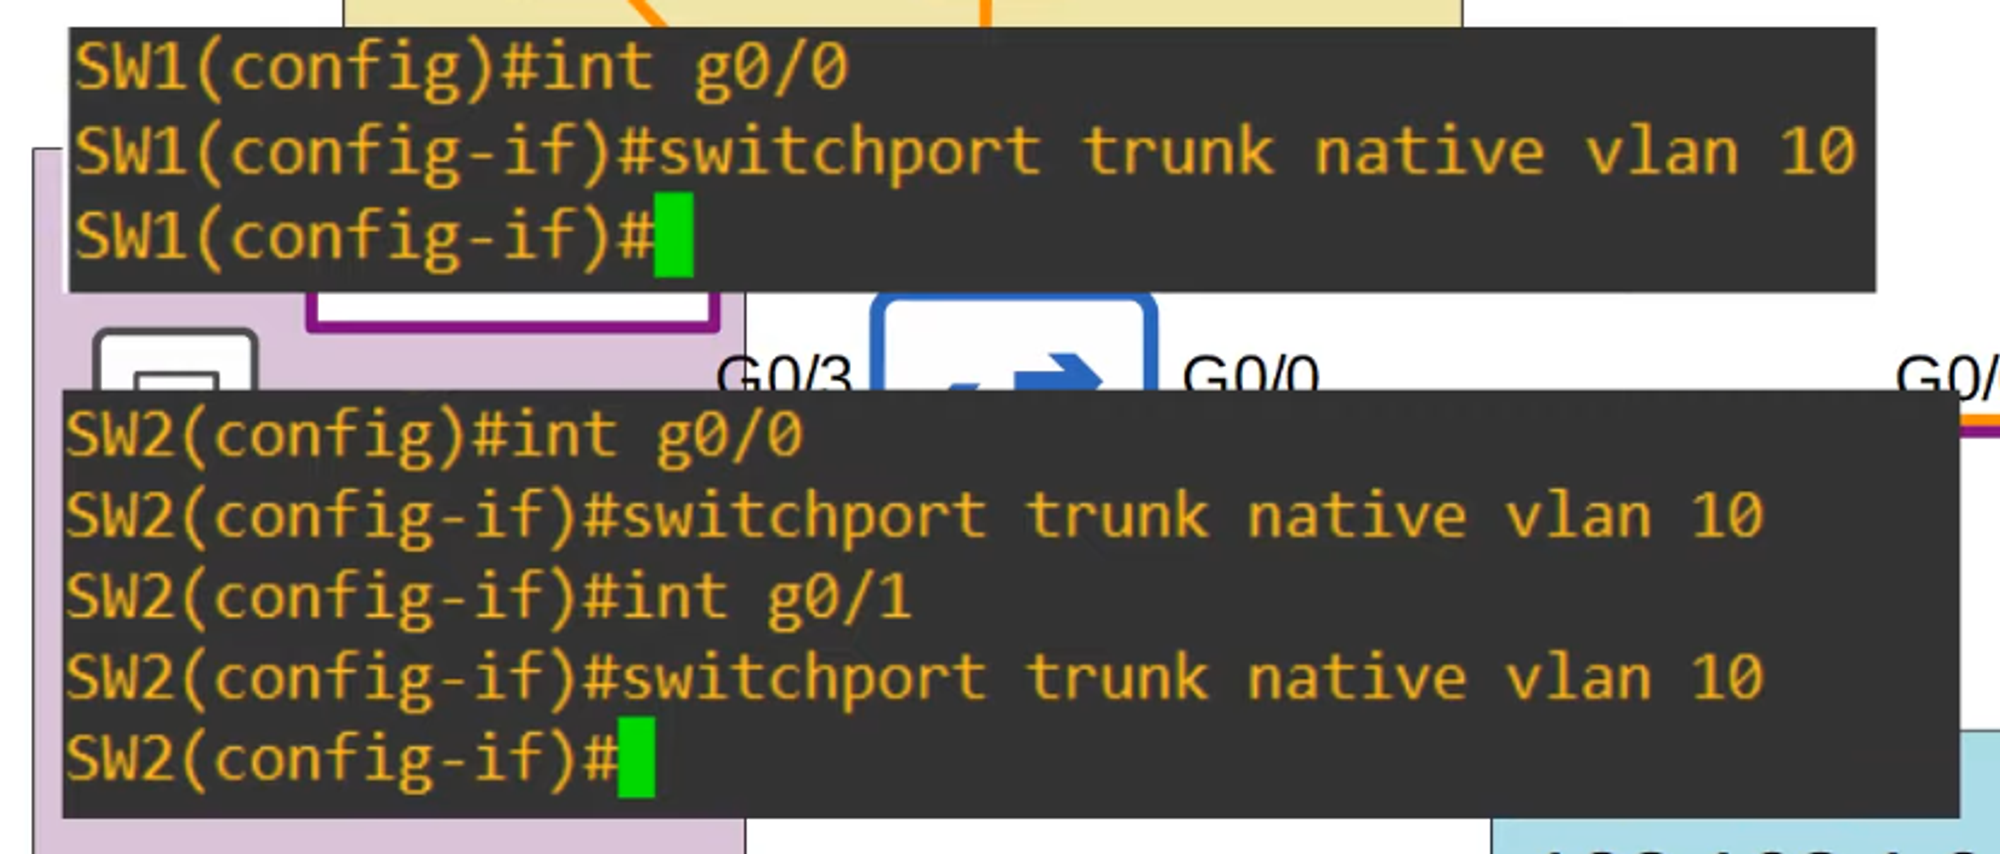 SW1(config)#int g0/0
SW1(config-if)#switchport trunk native vlan 10
SW1(config-if)#
G0/3
G0/0
G0/
SW2(config)#int g0/0
SW2(config-if)#switchport trunk native vlan 10
SW2(config-if)#int g0/1
SW2(config-if)#switchport trunk native vlan 10
SW2(config-if)#